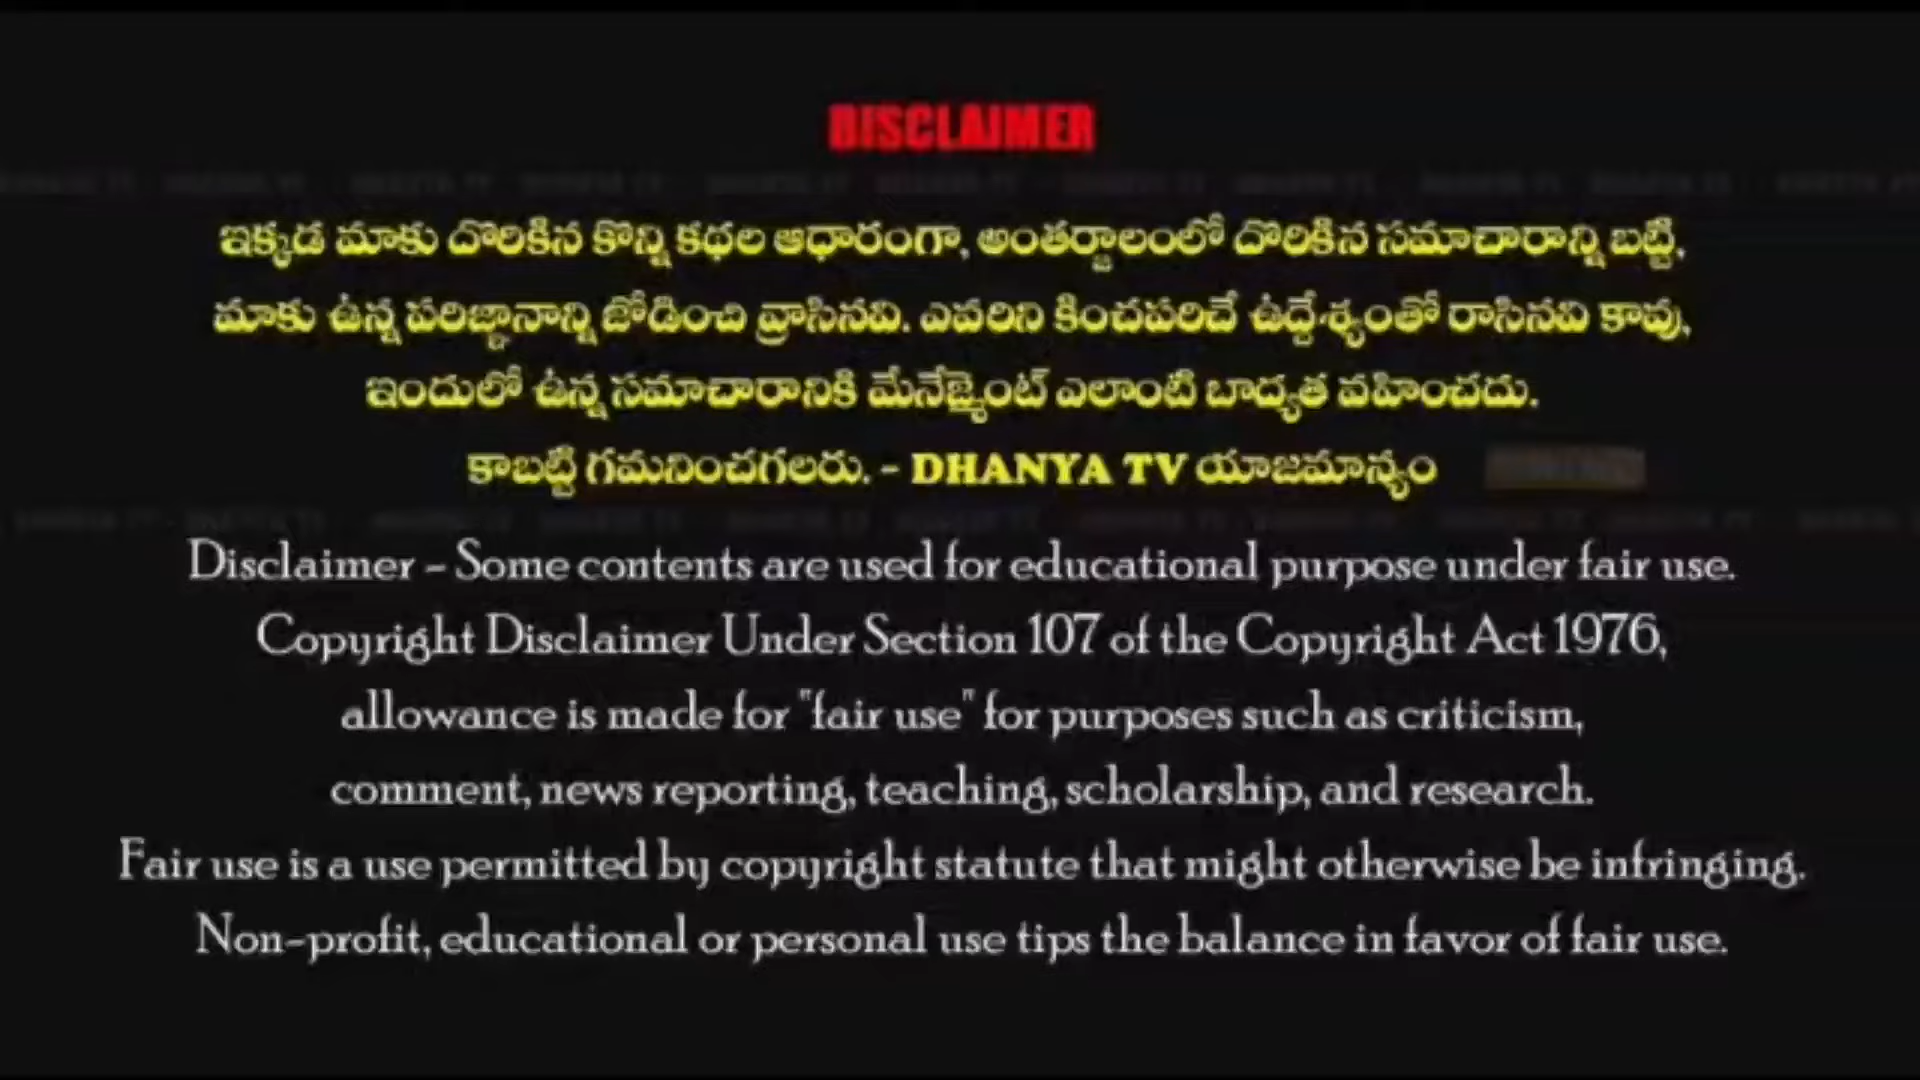 DISCLAIMER
ఇక్కడ మాకు దొరికిన కొన్ని కథల ఆధారంగా, అంతర్జాలంలో దొరికిన సమాచారాన్ని బట్టి,
మాకు ఉన్న పరిజ్ఞానాన్ని జోడించి వ్రాసినవి. ఎవరిని కించపరిచే ఉద్దేశ్యంతో రాసినవి కావు,
ఇందులో ఉన్న సమాచారానికి మేనేజ్మెంట్ ఎలాంటి బాద్యత వహించదు.
కాబట్టి గమనించగలరు. - DHANYA TV యాజమాన్యం
Disclaimer - Some contents are used for educational purpose under fair use.
Copyright Disclaimer Under Section 107 of the Copyright Act 1976,
allowance is made for "fair use" for purposes such as criticism,
comment, news reporting, teaching, scholarship, and research.
Fair use is a use permitted by copyright statute that might otherwise be infringing.
Non-profit, educational or personal use tips the balance in favor of fair use.